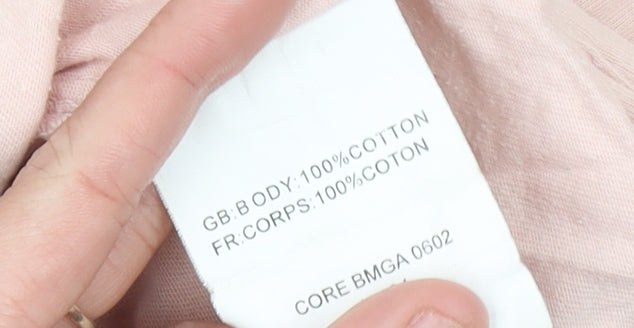 GB:BODY:100%COTTON
FR:CORPS:100%COTON
CORE BMGA 0602